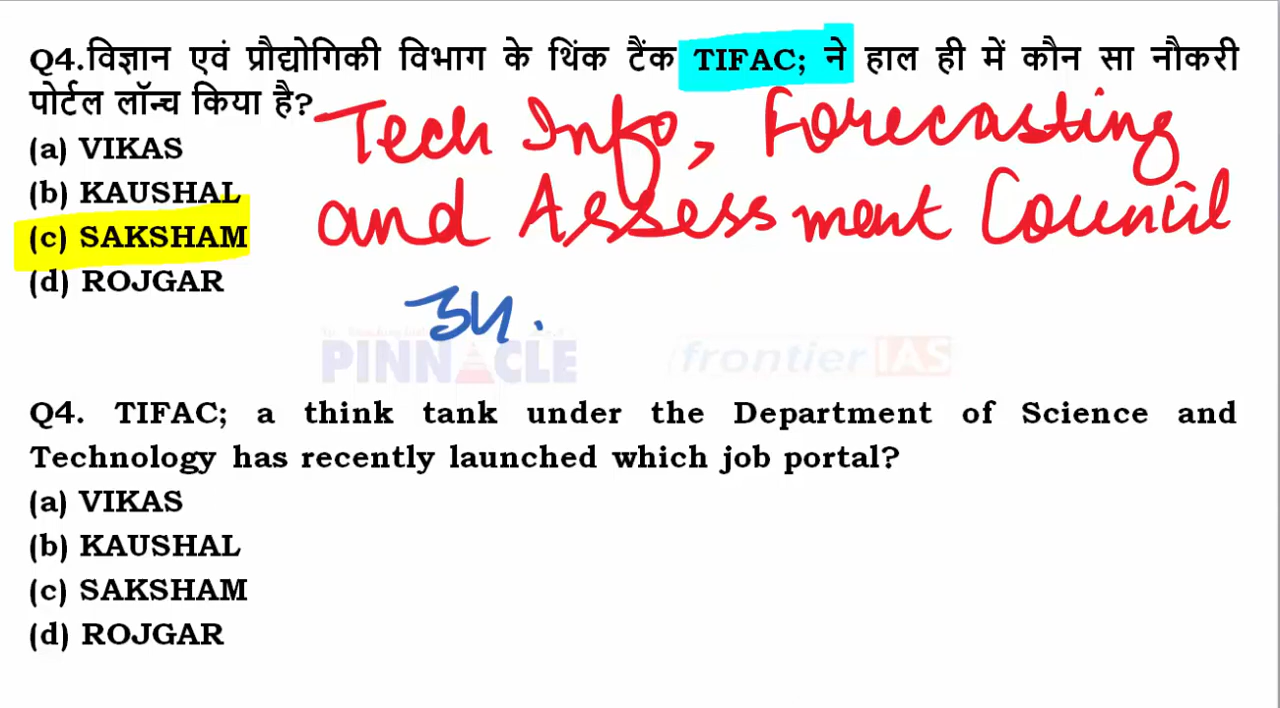 Q4.विज्ञान एवं प्रौद्योगिकी विभाग के थिंक टैंक TIFAC; ने हाल ही में कौन सा नौकरी
पोर्टल लॉन्च किया है?
Tech Info, Forecasting
and Assessment Council
(a) VIKAS
(b) KAUSHAL
(c) SAKSHAM
(d) ROJGAR
PINNACLE
frontier IAS
Q4. TIFAC; a think tank under the Department of Science and
Technology has recently launched which job portal?
(a) VIKAS
(b) KAUSHAL
(c) SAKSHAM
(d) ROJGAR